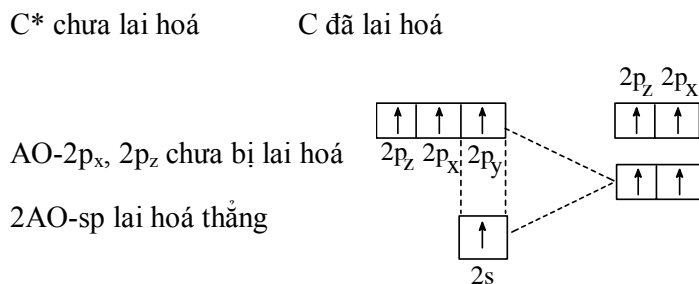 C* chưa lai hoá C đã lai hoá
2p_z 2p_x
2p_z 2p_x 2p_y
AO-2p_x, 2p_z chưa bị lai hoá
2AO-sp lai hoá thẳng
2s